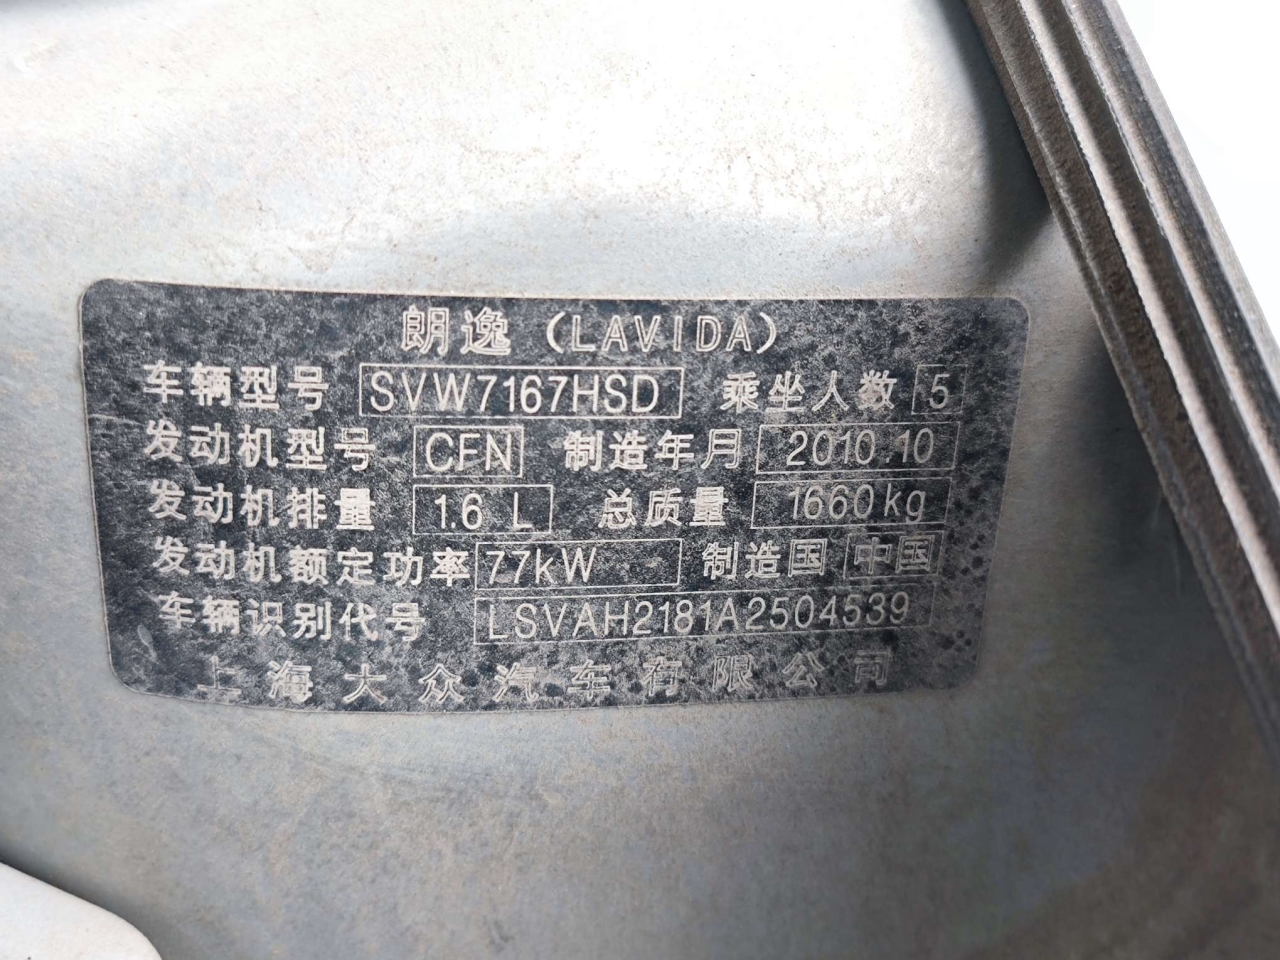 朗逸（LAVIDA）
车辆型号 SVW7167HSD 乘坐人数 5
发动机型号 CFN 制造年月 2010.10
发动机排量 1.6 L 总质量 1660kg
发动机额定功率 77kW 制造国 中国
车辆识别代号 LSVAH2181A2504539
上海大众汽车有限公司